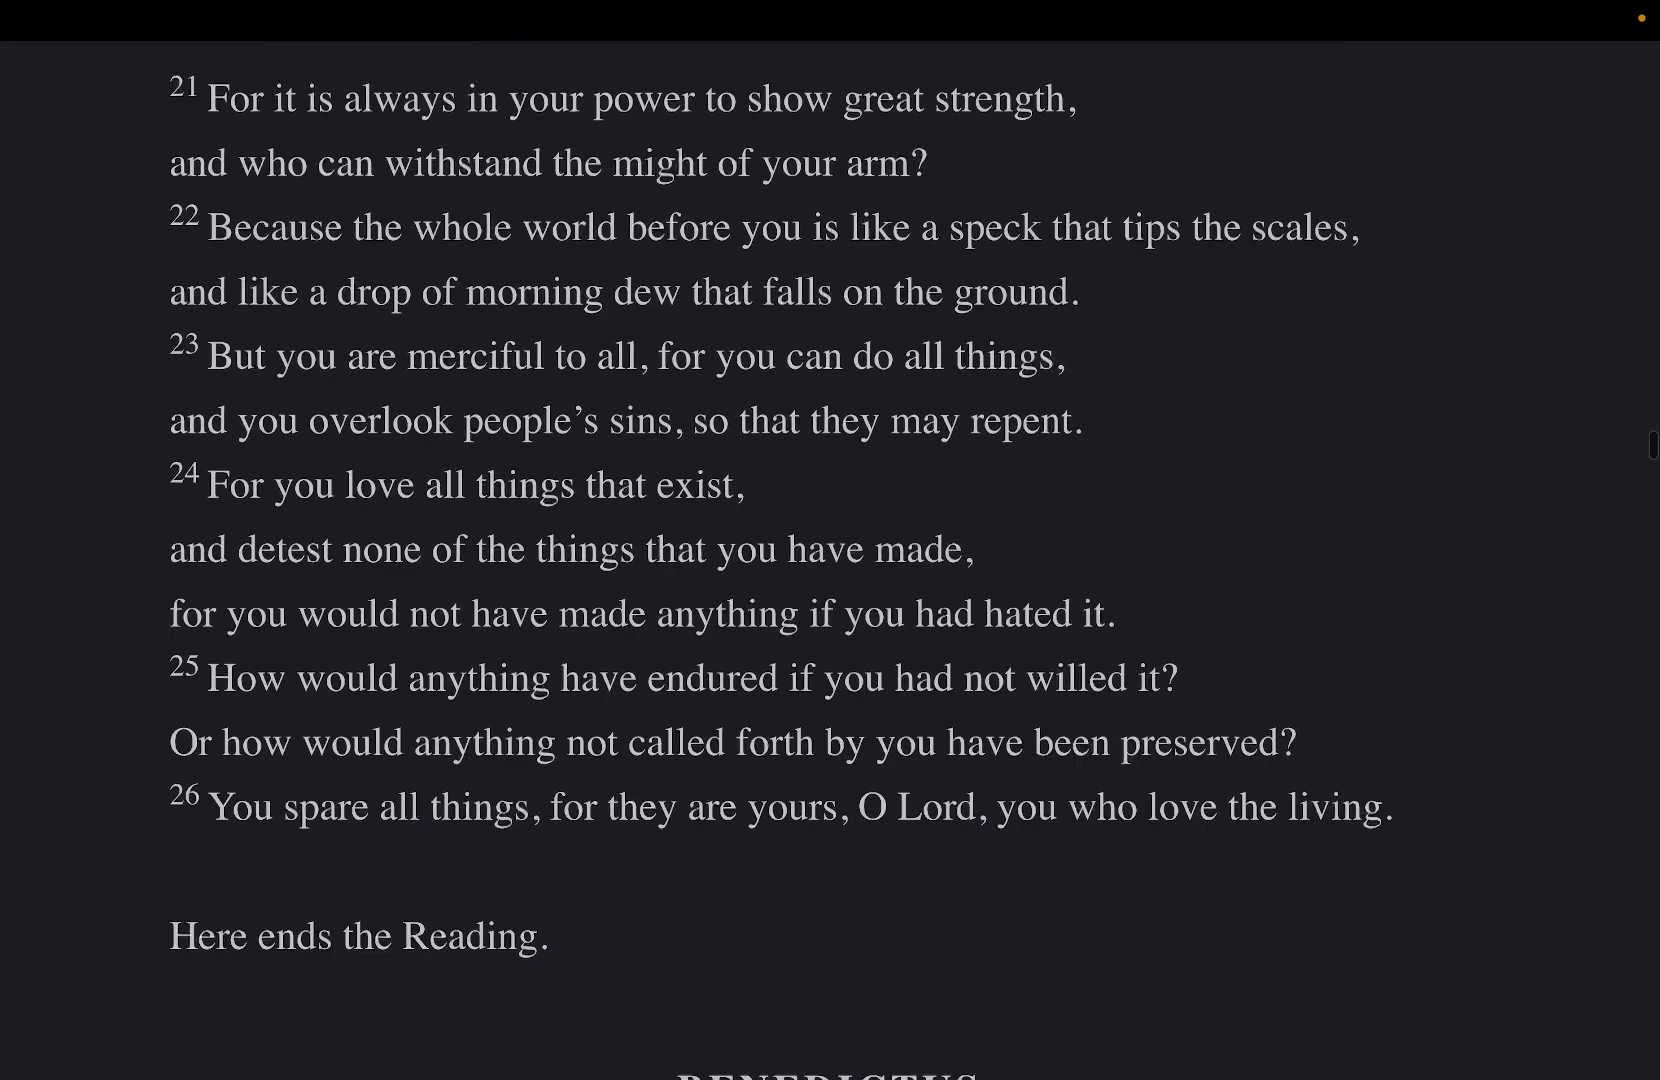 21 For it is always in your power to show great strength,
and who can withstand the might of your arm?
22 Because the whole world before you is like a speck that tips the scales,
and like a drop of morning dew that falls on the ground.
23 But you are merciful to all, for you can do all things,
and you overlook people’s sins, so that they may repent.
24 For you love all things that exist,
and detest none of the things that you have made,
for you would not have made anything if you had hated it.
25 How would anything have endured if you had not willed it?
Or how would anything not called forth by you have been preserved?
26 You spare all things, for they are yours, O Lord, you who love the living.
Here ends the Reading.
BENEDICTUS